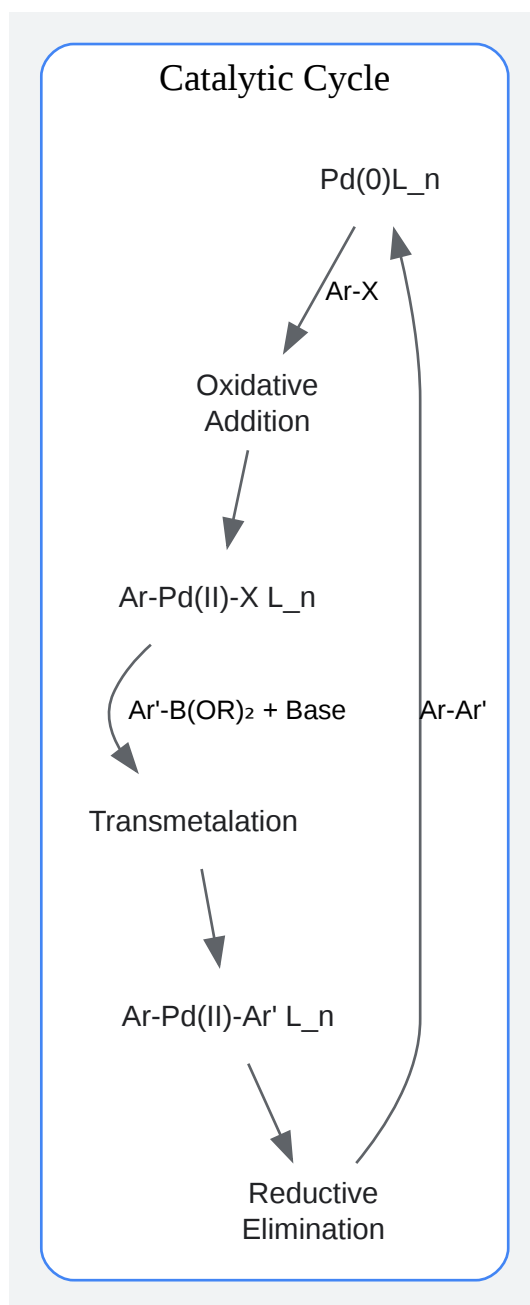 Catalytic Cycle
Pd(0)L_n
Ar-X
Oxidative
Addition
Ar-Pd(II)-X L_n
Ar'-B(OR)₂ + Base
Ar-Ar'
Transmetalation
Ar-Pd(II)-Ar' L_n
Reductive
Elimination